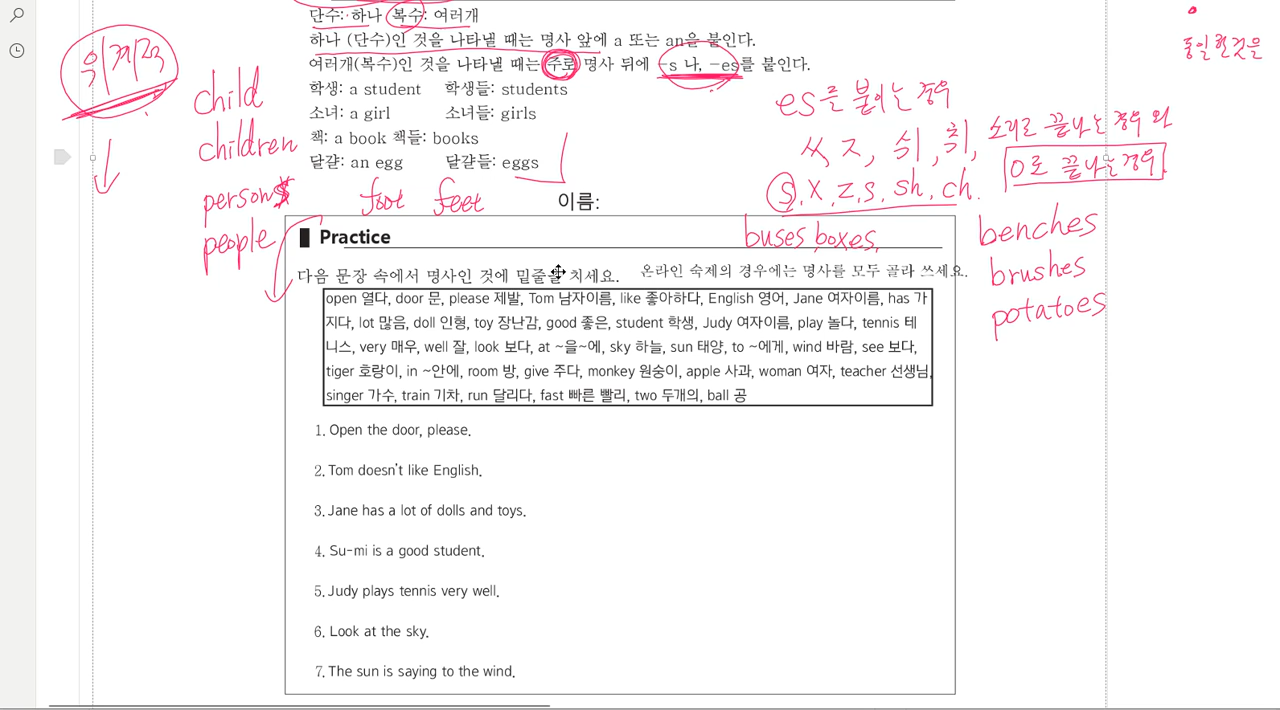 단수: 하나 복수: 여러개
하나 (단수)인 것을 나타낼 때는 명사 앞에 a 또는 an을 붙인다.
여러개(복수)인 것을 나타낼 때는 주로 명사 뒤에 -s 나, -es를 붙인다.
학생: a student 학생들: students
소녀: a girl 소녀들: girls
책: a book 책들: books
달걀: an egg 달걀들: eggs
child
children
persons
people
foot feet
es를 붙이는 경우
ㅆ, ㅈ, 쉬, 취, 소리로 끝나는 경우와
O로 끝나는 경우.
S, X, Z, S, sh, ch.
buses, boxes,
benches
brushes
potatoes
동일한것을
이름:
Practice
다음 문장 속에서 명사인 것에 밑줄을 치세요. 온라인 숙제의 경우에는 명사를 모두 골라 쓰세요.
open 열다, door 문, please 제발, Tom 남자이름, like 좋아하다, English 영어, Jane 여자이름, has 가
지다, lot 많음, doll 인형, toy 장난감, good 좋은, student 학생, Judy 여자이름, play 놀다, tennis 테
니스, very 매우, well 잘, look 보다, at ~을~에, sky 하늘, sun 태양, to ~에게, wind 바람, see 보다,
tiger 호랑이, in ~안에, room 방, give 주다, monkey 원숭이, apple 사과, woman 여자, teacher 선생님,
singer 가수, train 기차, run 달리다, fast 빠른 빨리, two 두개의, ball 공
1. Open the door, please.
2. Tom doesn't like English.
3. Jane has a lot of dolls and toys.
4. Su-mi is a good student.
5. Judy plays tennis very well.
6. Look at the sky.
7. The sun is saying to the wind.